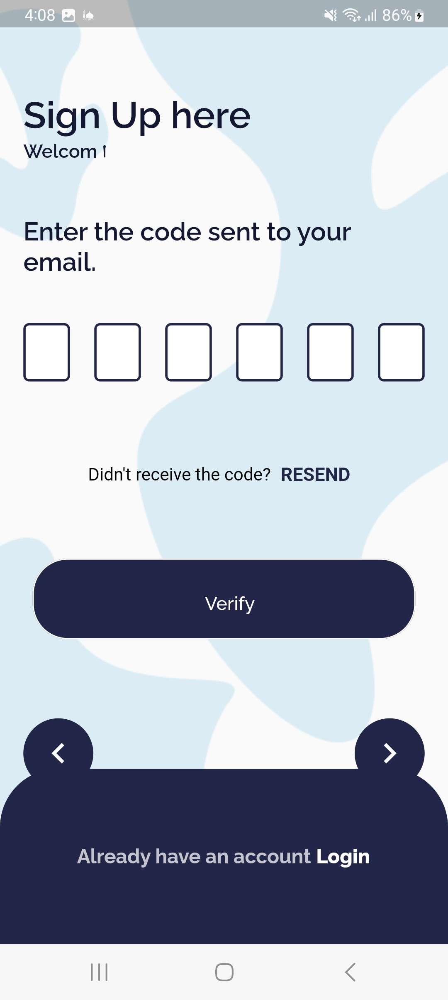 4:08 86%
Sign Up here
Welcom
Enter the code sent to your
email.
Didn't receive the code? RESEND
Verify
Already have an account Login